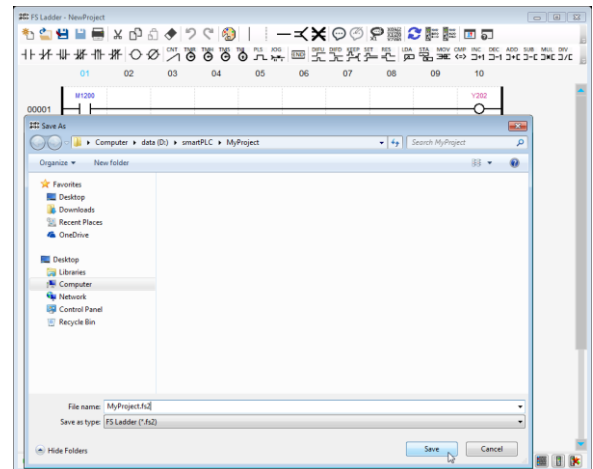 FS Ladder - NewProject
CNT TMR TMH TMS TMI PLS JOG END DIFU DIFD KEEP SET RES LDA STA MOV CMP INC DEC ADD SUB MUL DIV
01 02 03 04 05 06 07 08 09 10
M1200 Y202
00001
Save As
Computer data (D:) smartPLC MyProject
Search MyProject
Organize New folder
Favorites
Desktop
Downloads
Recent Places
OneDrive
Desktop
Libraries
Computer
Network
Control Panel
Recycle Bin
File name: MyProject.fs2
Save as type: FS Ladder (*.fs2)
Hide Folders Save Cancel